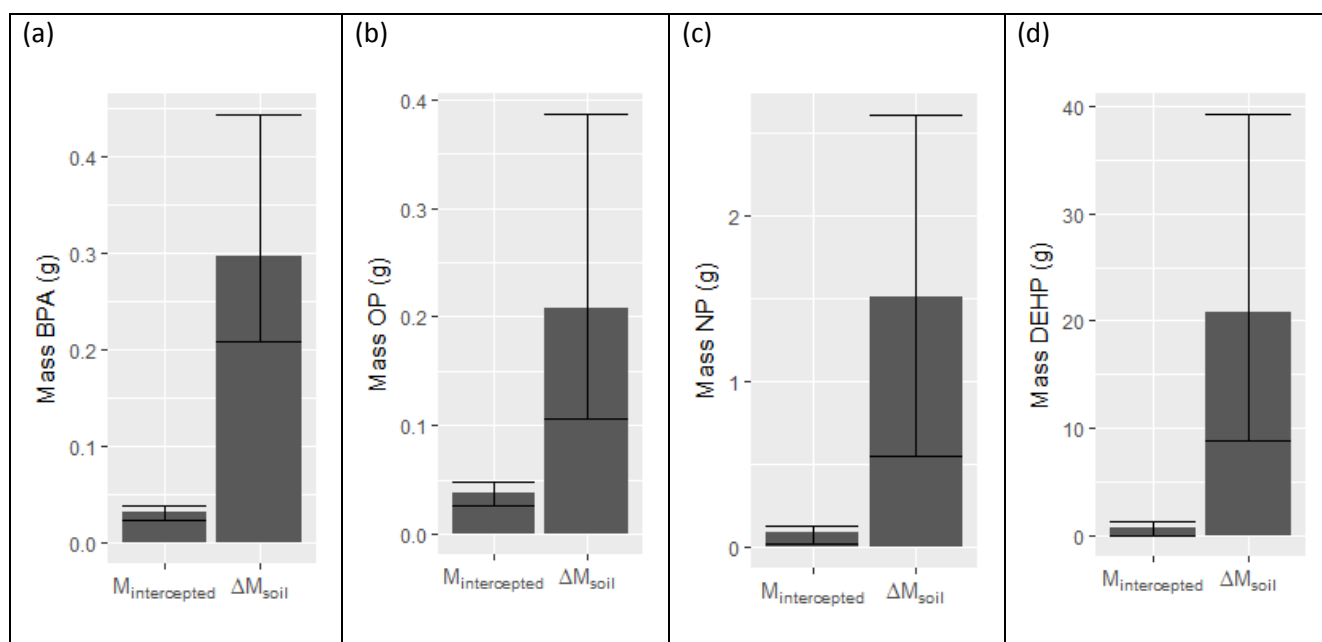 (a)
Mass BPA (g)
0.4
0.3
0.2
0.1
0.0
Mintercepted ΔMsoil
(b)
Mass OP (g)
0.4
0.3
0.2
0.1
0.0
Mintercepted ΔMsoil
(c)
Mass NP (g)
2
1
0
Mintercepted ΔMsoil
(d)
Mass DEHP (g)
40
30
20
10
0
Mintercepted ΔMsoil